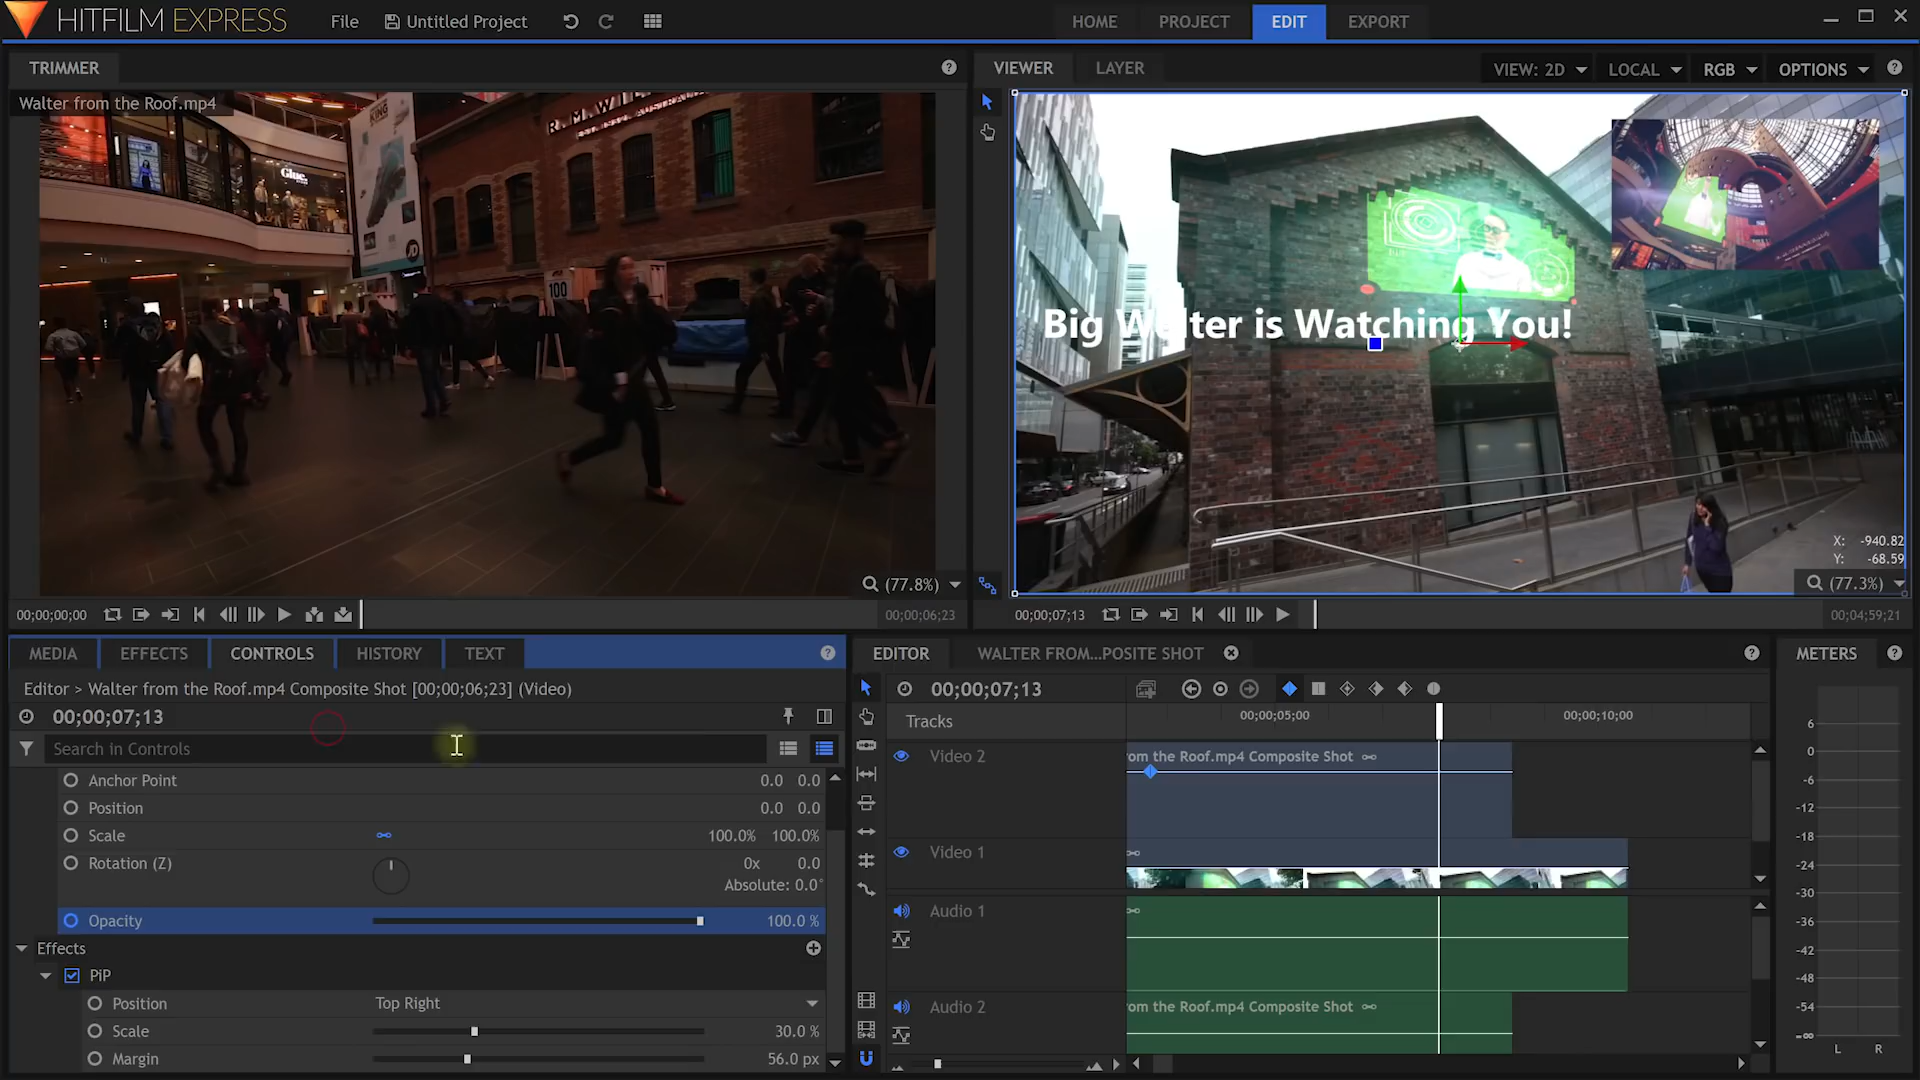 HITFILM EXPRESS
File
Untitled Project
HOME
PROJECT
EDIT
EXPORT
TRIMMER
Walter from the Roof.mp4
VIEWER
LAYER
VIEW: 2D
LOCAL
RGB
OPTIONS
Glue
100
Big Walter is Watching You!
X: -940.82
Y: -68.59
(77.8%)
(77.3%)
00;00;00;00
00;00;06;23
00;00;07;13
00;04;59;21
MEDIA
EFFECTS
CONTROLS
HISTORY
TEXT
EDITOR
WALTER FROM...POSITE SHOT
METERS
Editor > Walter from the Roof.mp4 Composite Shot [00;00;06;23] (Video)
00;00;07;13
Search in Controls
Anchor Point 0.0 0.0
Position 0.0 0.0
Scale 100.0% 100.0%
Rotation (Z) 0x 0.0
Absolute: 0.0°
Opacity 100.0 %
Effects
PiP
Position Top Right
Scale 30.0 %
Margin 56.0 px
00;00;07;13
Tracks
00;00;05;00
00;00;10;00
Video 2
om the Roof.mp4 Composite Shot
Video 1
Audio 1
Audio 2
om the Roof.mp4 Composite Shot
6
0
-6
-12
-18
-24
-30
-36
-42
-48
-54
-∞
L R